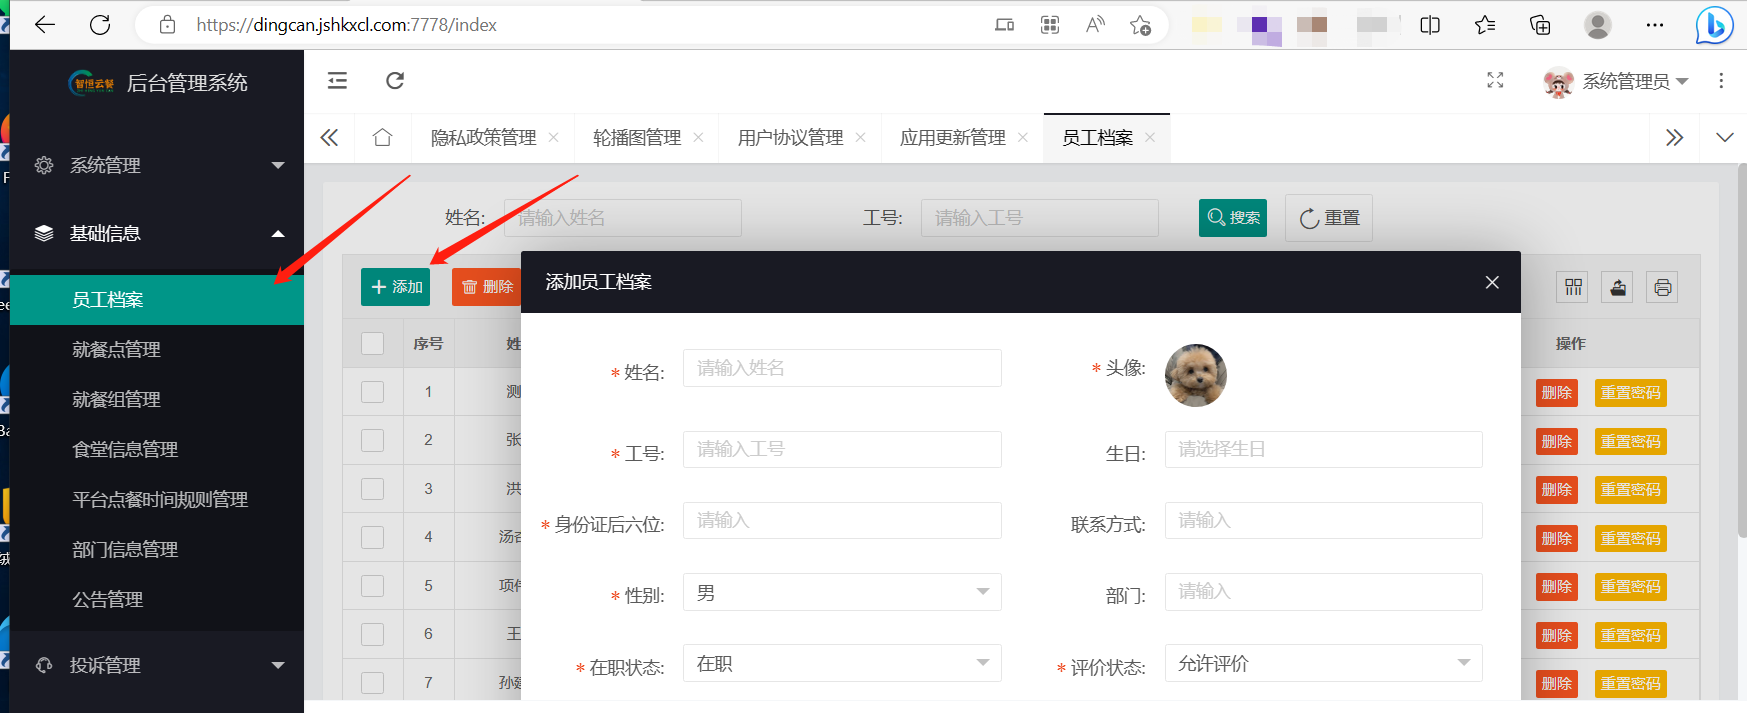 https://dingcan.jshkxcl.com:7778/index
智恒云餐 后台管理系统
系统管理员
隐私政策管理
轮播图管理
用户协议管理
应用更新管理
员工档案
系统管理
基础信息
员工档案
就餐点管理
就餐组管理
食堂信息管理
平台点餐时间规则管理
部门信息管理
公告管理
投诉管理
姓名: 请输入姓名
工号: 请输入工号
搜索
重置
添加
删除
序号 姓 操作
1 测 删除 重置密码
2 张 删除 重置密码
3 洪 删除 重置密码
4 汤 删除 重置密码
5 项 删除 重置密码
6 王 删除 重置密码
7 孙 删除 重置密码
添加员工档案
* 姓名: 请输入姓名
* 头像:
* 工号: 请输入工号
生日: 请选择生日
* 身份证后六位: 请输入
联系方式: 请输入
* 性别: 男
部门: 请输入
* 在职状态: 在职
* 评价状态: 允许评价